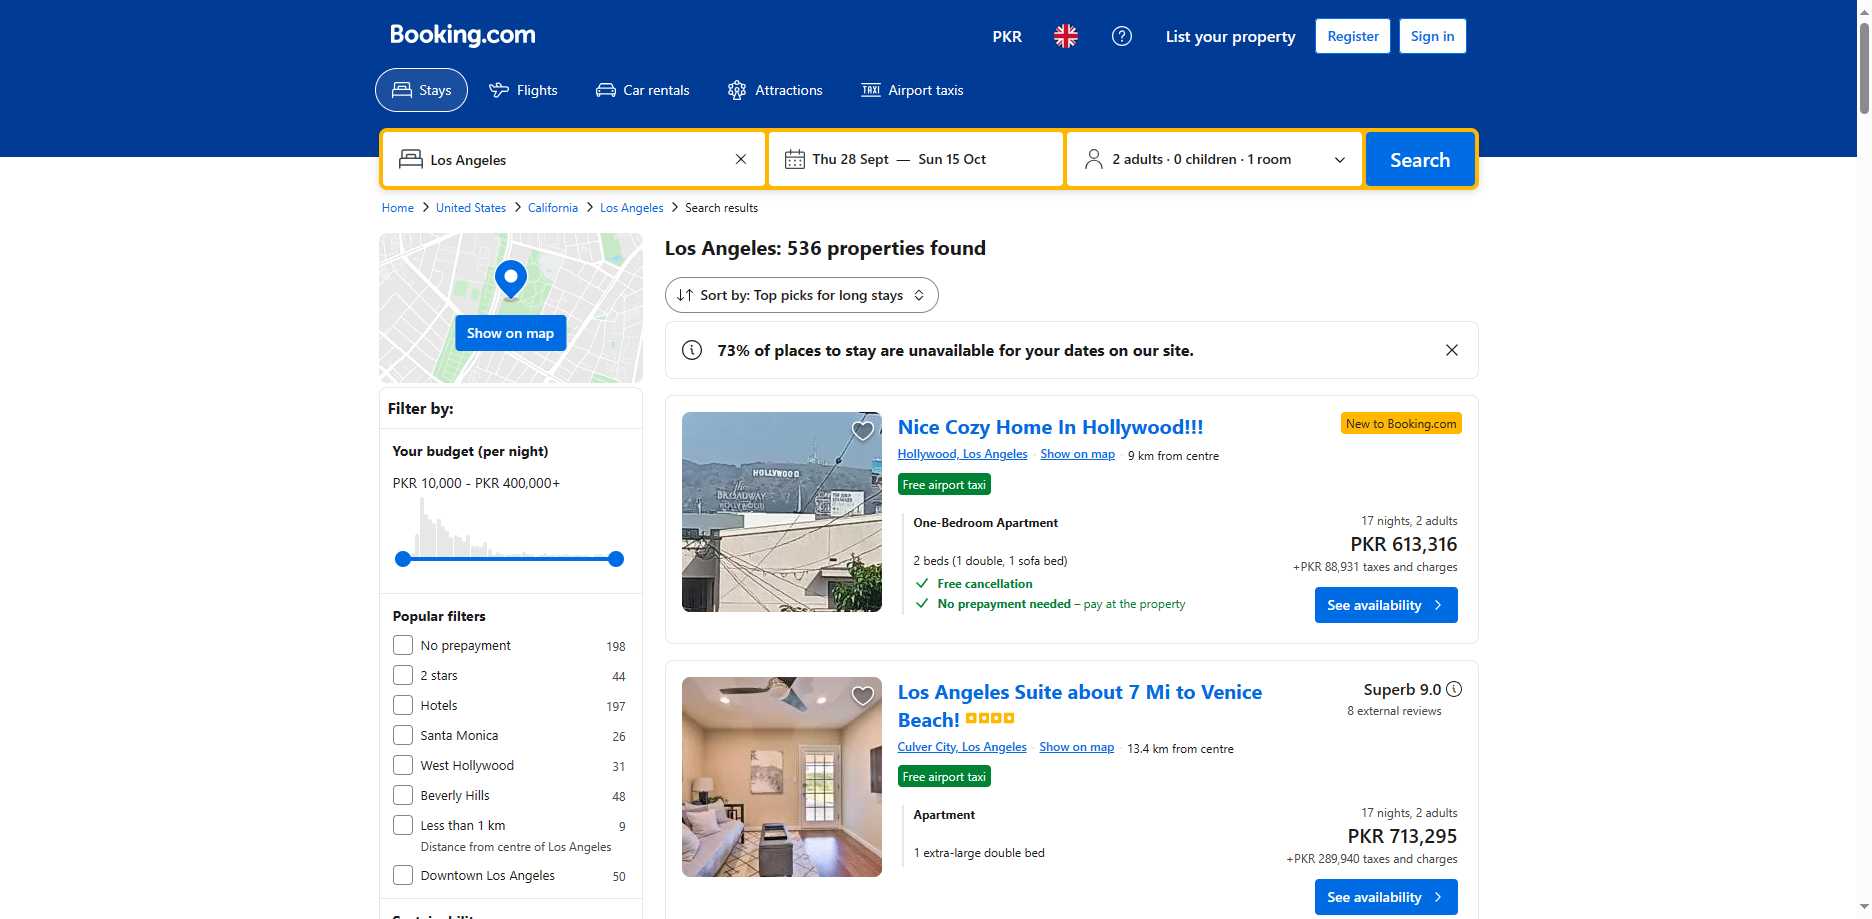 Booking.com
PKR
List your property
Register
Sign in
Stays
Flights
Car rentals
Attractions
TAXI
Airport taxis
Los Angeles
Thu 28 Sept — Sun 15 Oct
2 adults · 0 children · 1 room
Search
Home
United States
California
Los Angeles
Search results
Show on map
Filter by:
Your budget (per night)
PKR 10,000 - PKR 400,000+
Popular filters
No prepayment 198
2 stars 44
Hotels 197
Santa Monica 26
West Hollywood 31
Beverly Hills 48
Less than 1 km 9
Distance from centre of Los Angeles
Downtown Los Angeles 50
Los Angeles: 536 properties found
Sort by: Top picks for long stays
73% of places to stay are unavailable for your dates on our site.
HOLLYWOOD
the
BROADWAY
HOLLYWOOD
Nice Cozy Home In Hollywood!!!
New to Booking.com
Hollywood, Los Angeles Show on map 9 km from centre
Free airport taxi
One-Bedroom Apartment
2 beds (1 double, 1 sofa bed)
Free cancellation
No prepayment needed – pay at the property
17 nights, 2 adults
PKR 613,316
+PKR 88,931 taxes and charges
See availability
Los Angeles Suite about 7 Mi to Venice
Beach!
Superb 9.0
8 external reviews
Culver City, Los Angeles Show on map 13.4 km from centre
Free airport taxi
Apartment
1 extra-large double bed
17 nights, 2 adults
PKR 713,295
+PKR 289,940 taxes and charges
See availability